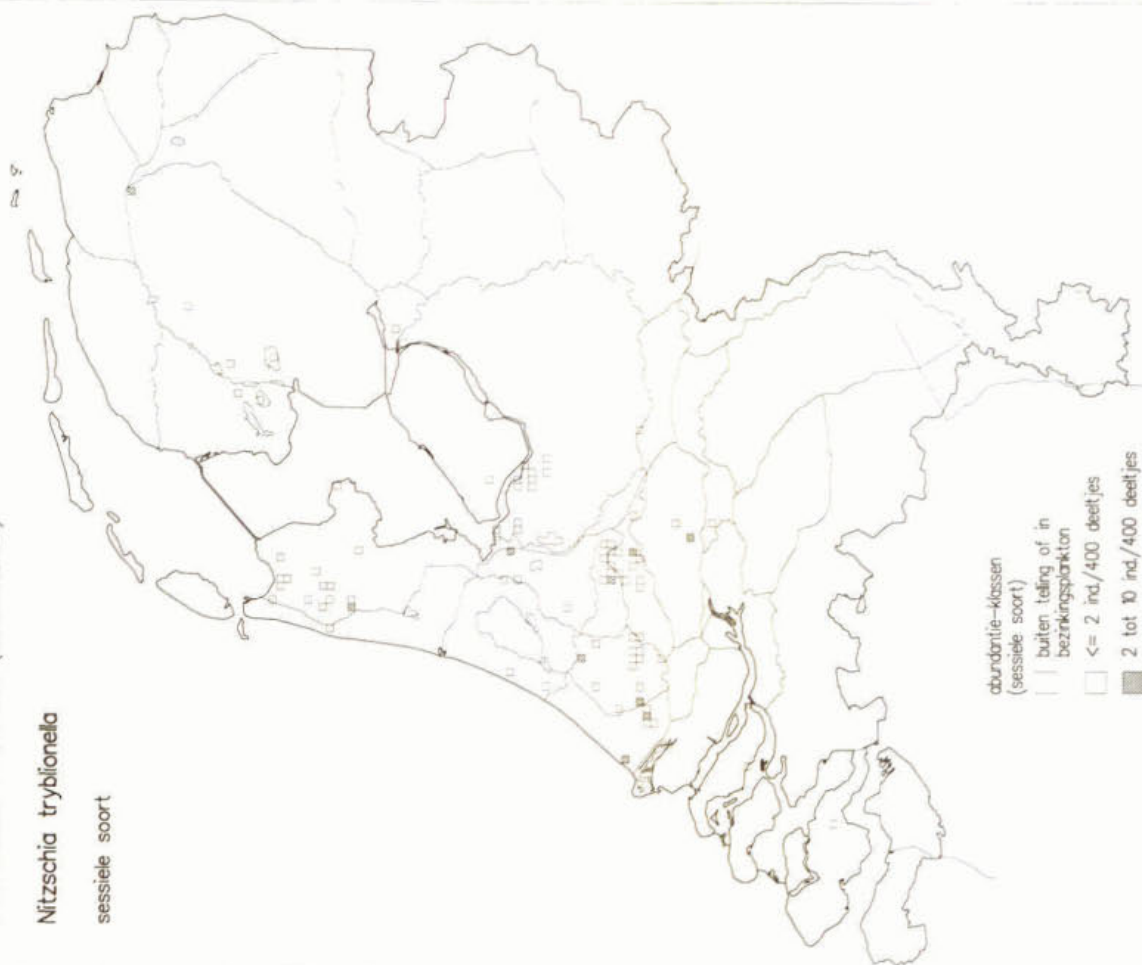 Nitzschia tryblionella
sessiele soort
abundantie-klassen
(sessiele soort)
buiten telling of in
bezinkingsplankton
<= 2 ind./400 deeltjes
2 tot 10 ind./400 deeltjes